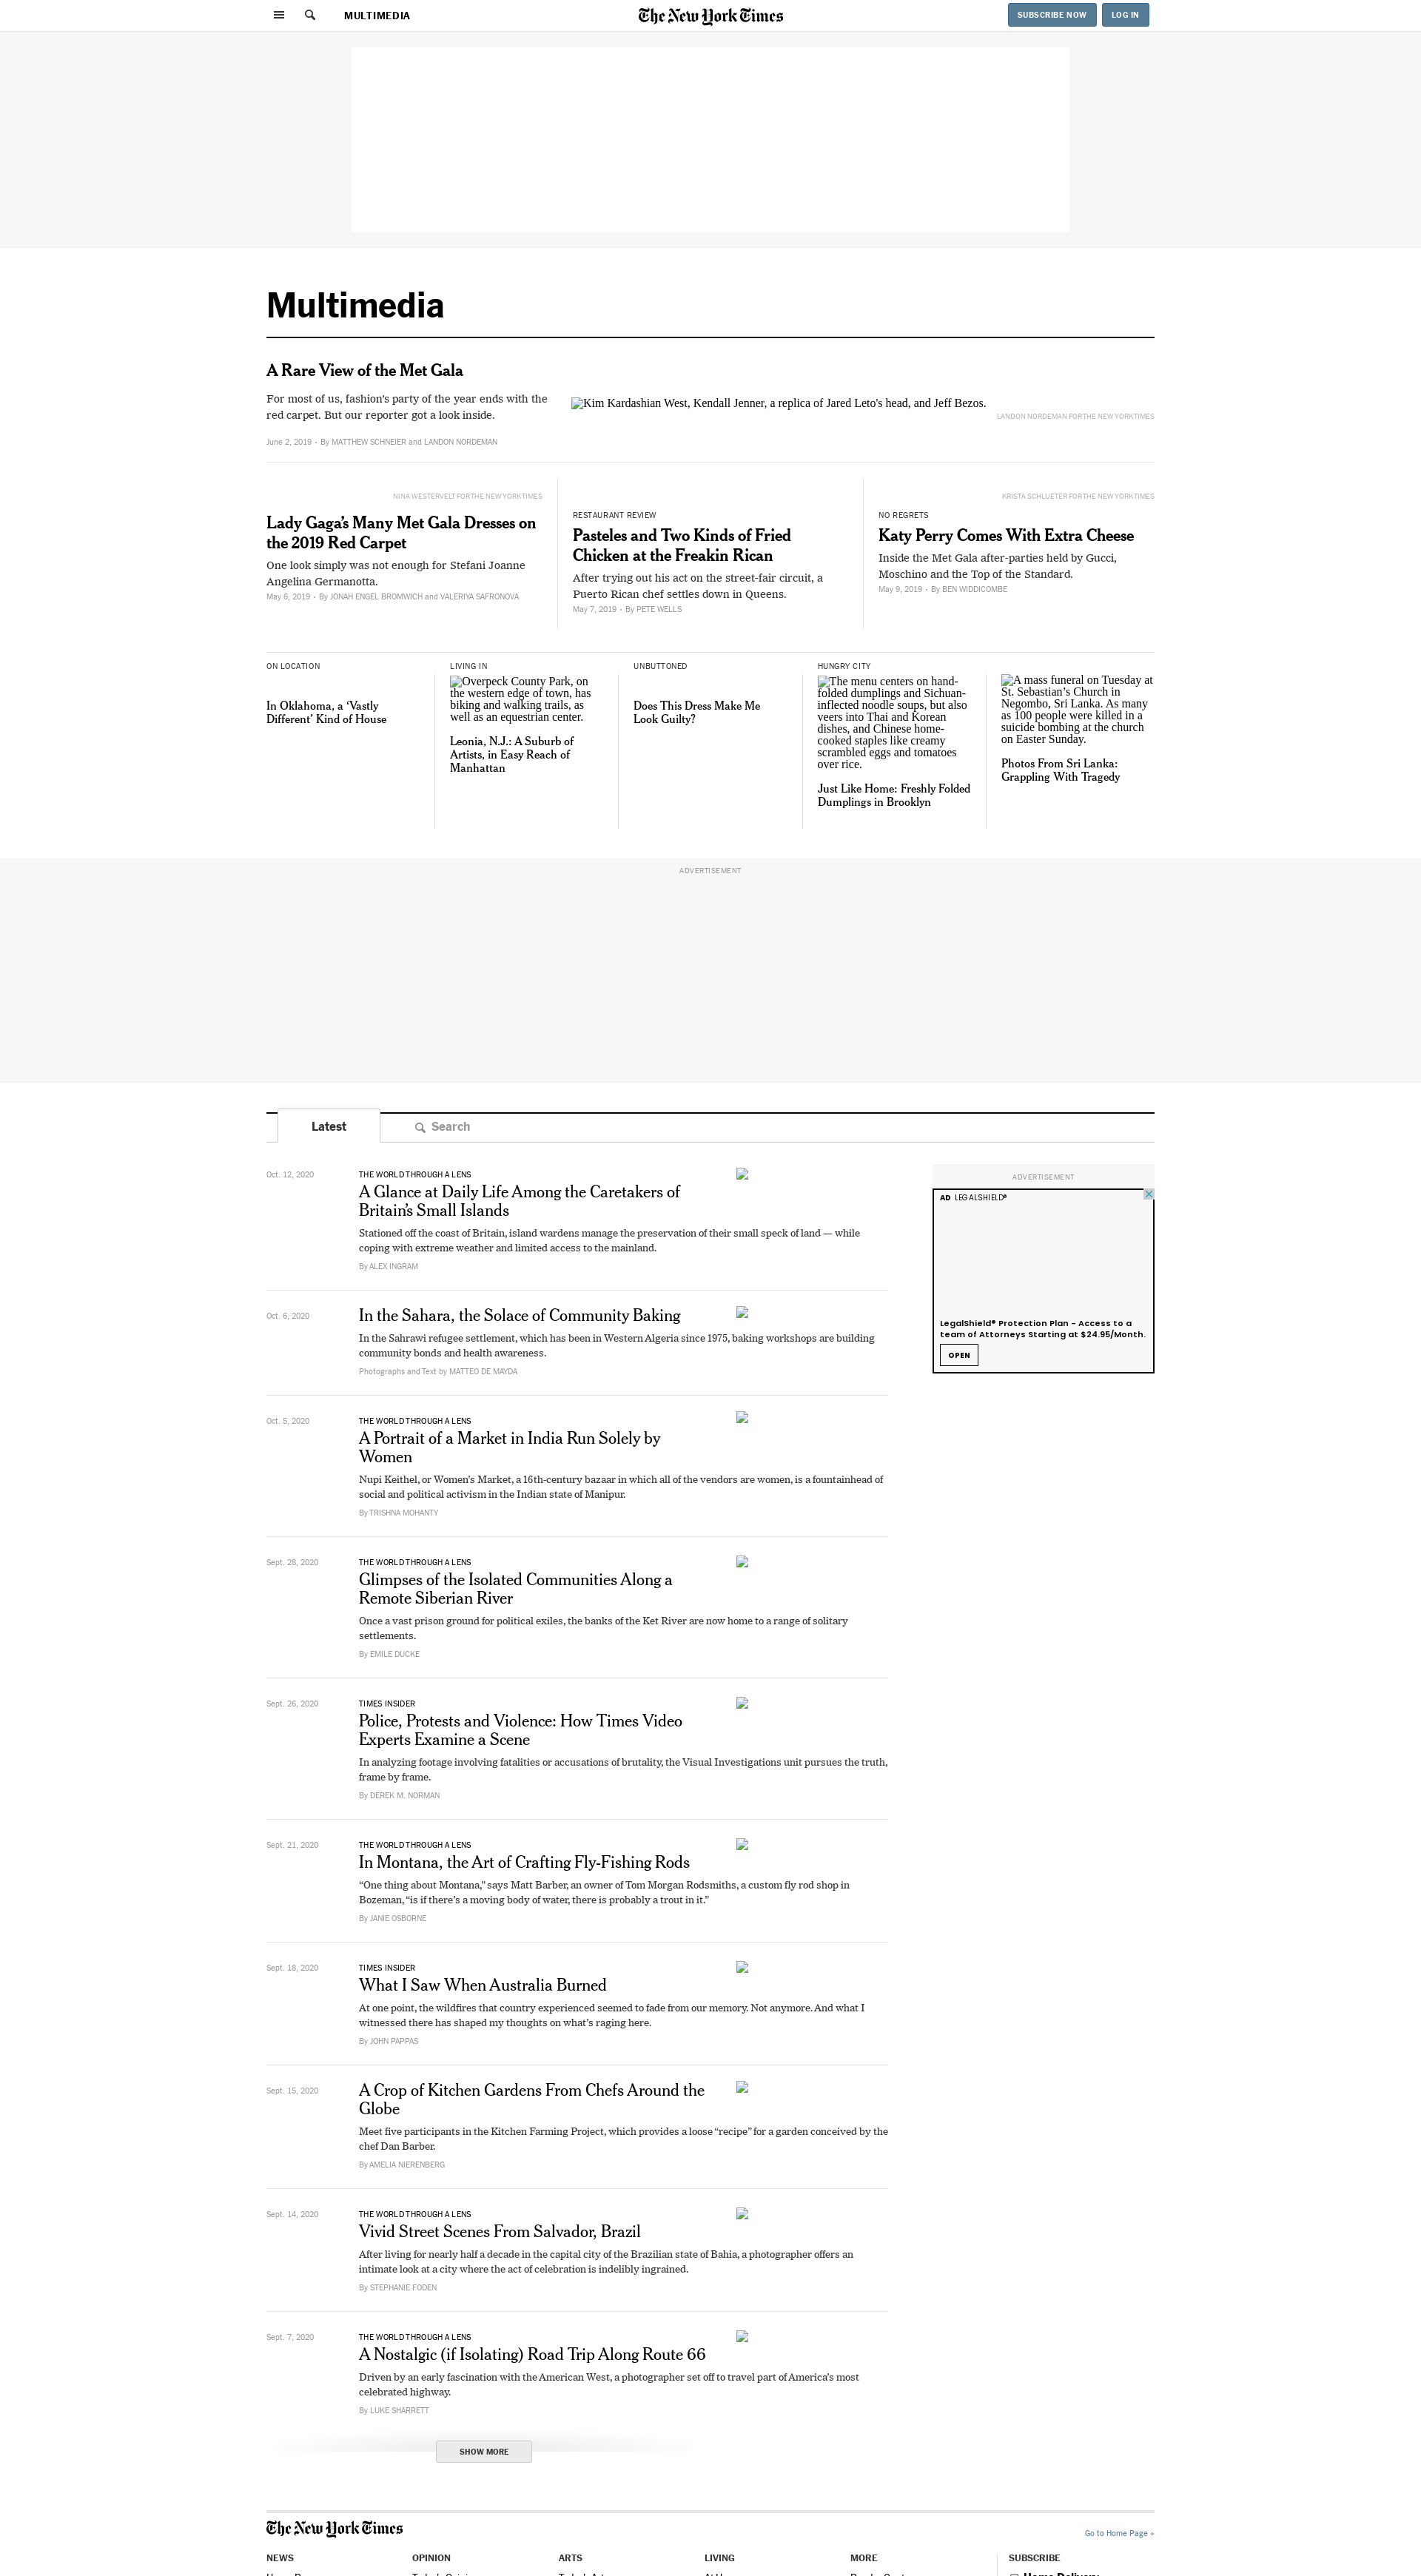 MULTIMEDIA
The New York Times
SUBSCRIBE NOW
LOG IN
Multimedia
A Rare View of the Met Gala
For most of us, fashion's party of the year ends with the
red carpet. But our reporter got a look inside.
June 2, 2019 - By MATTHEW SCHNEIER and LANDON NORDEMAN
Kim Kardashian West, Kendall Jenner, a replica of Jared Leto's head, and Jeff Bezos.
LANDON NORDEMAN FOR THE NEW YORK TIMES
NINA WESTERVELT FOR THE NEW YORK TIMES
Lady Gaga’s Many Met Gala Dresses on
the 2019 Red Carpet
One look simply was not enough for Stefani Joanne
Angelina Germanotta.
May 6, 2019 - By JONAH ENGEL BROMWICH and VALERIYA SAFRONOVA
RESTAURANT REVIEW
Pasteles and Two Kinds of Fried
Chicken at the Freakin Rican
After trying out his act on the street-fair circuit, a
Puerto Rican chef settles down in Queens.
May 7, 2019 - By PETE WELLS
KRISTA SCHLUETER FOR THE NEW YORK TIMES
NO REGRETS
Katy Perry Comes With Extra Cheese
Inside the Met Gala after-parties held by Gucci,
Moschino and the Top of the Standard.
May 9, 2019 - By BEN WIDDICOMBE
ON LOCATION
In Oklahoma, a ‘Vastly
Different’ Kind of House
LIVING IN
Overpeck County Park, on
the western edge of town, has
biking and walking trails, as
well as an equestrian center.
Leonia, N.J.: A Suburb of
Artists, in Easy Reach of
Manhattan
UNBUTTONED
Does This Dress Make Me
Look Guilty?
HUNGRY CITY
The menu centers on hand-
folded dumplings and Sichuan-
inflected noodle soups, but also
veers into Thai and Korean
dishes, and Chinese home-
cooked staples like creamy
scrambled eggs and tomatoes
over rice.
Just Like Home: Freshly Folded
Dumplings in Brooklyn
A mass funeral on Tuesday at
St. Sebastian’s Church in
Negombo, Sri Lanka. As many
as 100 people were killed in a
suicide bombing at the church
on Easter Sunday.
Photos From Sri Lanka:
Grappling With Tragedy
ADVERTISEMENT
Latest
Search
Oct. 12, 2020
THE WORLD THROUGH A LENS
A Glance at Daily Life Among the Caretakers of
Britain’s Small Islands
Stationed off the coast of Britain, island wardens manage the preservation of their small speck of land — while
coping with extreme weather and limited access to the mainland.
By ALEX INGRAM
ADVERTISEMENT
AD LEGALSHIELD®
LegalShield® Protection Plan - Access to a
team of Attorneys Starting at $24.95/Month.
OPEN
Oct. 6, 2020
In the Sahara, the Solace of Community Baking
In the Sahrawi refugee settlement, which has been in Western Algeria since 1975, baking workshops are building
community bonds and health awareness.
Photographs and Text by MATTEO DE MAYDA
Oct. 5, 2020
THE WORLD THROUGH A LENS
A Portrait of a Market in India Run Solely by
Women
Nupi Keithel, or Women’s Market, a 16th-century bazaar in which all of the vendors are women, is a fountainhead of
social and political activism in the Indian state of Manipur.
By TRISHNA MOHANTY
Sept. 28, 2020
THE WORLD THROUGH A LENS
Glimpses of the Isolated Communities Along a
Remote Siberian River
Once a vast prison ground for political exiles, the banks of the Ket River are now home to a range of solitary
settlements.
By EMILE DUCKE
Sept. 26, 2020
TIMES INSIDER
Police, Protests and Violence: How Times Video
Experts Examine a Scene
In analyzing footage involving fatalities or accusations of brutality, the Visual Investigations unit pursues the truth,
frame by frame.
By DEREK M. NORMAN
Sept. 21, 2020
THE WORLD THROUGH A LENS
In Montana, the Art of Crafting Fly-Fishing Rods
“One thing about Montana,” says Matt Barber, an owner of Tom Morgan Rodsmiths, a custom fly rod shop in
Bozeman, “is if there’s a moving body of water, there is probably a trout in it.”
By JANIE OSBORNE
Sept. 18, 2020
TIMES INSIDER
What I Saw When Australia Burned
At one point, the wildfires that country experienced seemed to fade from our memory. Not anymore. And what I
witnessed there has shaped my thoughts on what’s raging here.
By JOHN PAPPAS
Sept. 15, 2020
A Crop of Kitchen Gardens From Chefs Around the
Globe
Meet five participants in the Kitchen Farming Project, which provides a loose “recipe” for a garden conceived by the
chef Dan Barber.
By AMELIA NIERENBERG
Sept. 14, 2020
THE WORLD THROUGH A LENS
Vivid Street Scenes From Salvador, Brazil
After living for nearly half a decade in the capital city of the Brazilian state of Bahia, a photographer offers an
intimate look at a city where the act of celebration is indelibly ingrained.
By STEPHANIE FODEN
Sept. 7, 2020
THE WORLD THROUGH A LENS
A Nostalgic (if Isolating) Road Trip Along Route 66
Driven by an early fascination with the American West, a photographer set off to travel part of America’s most
celebrated highway.
By LUKE SHARRETT
SHOW MORE
The New York Times
Go to Home Page »
NEWS
OPINION
ARTS
LIVING
MORE
SUBSCRIBE